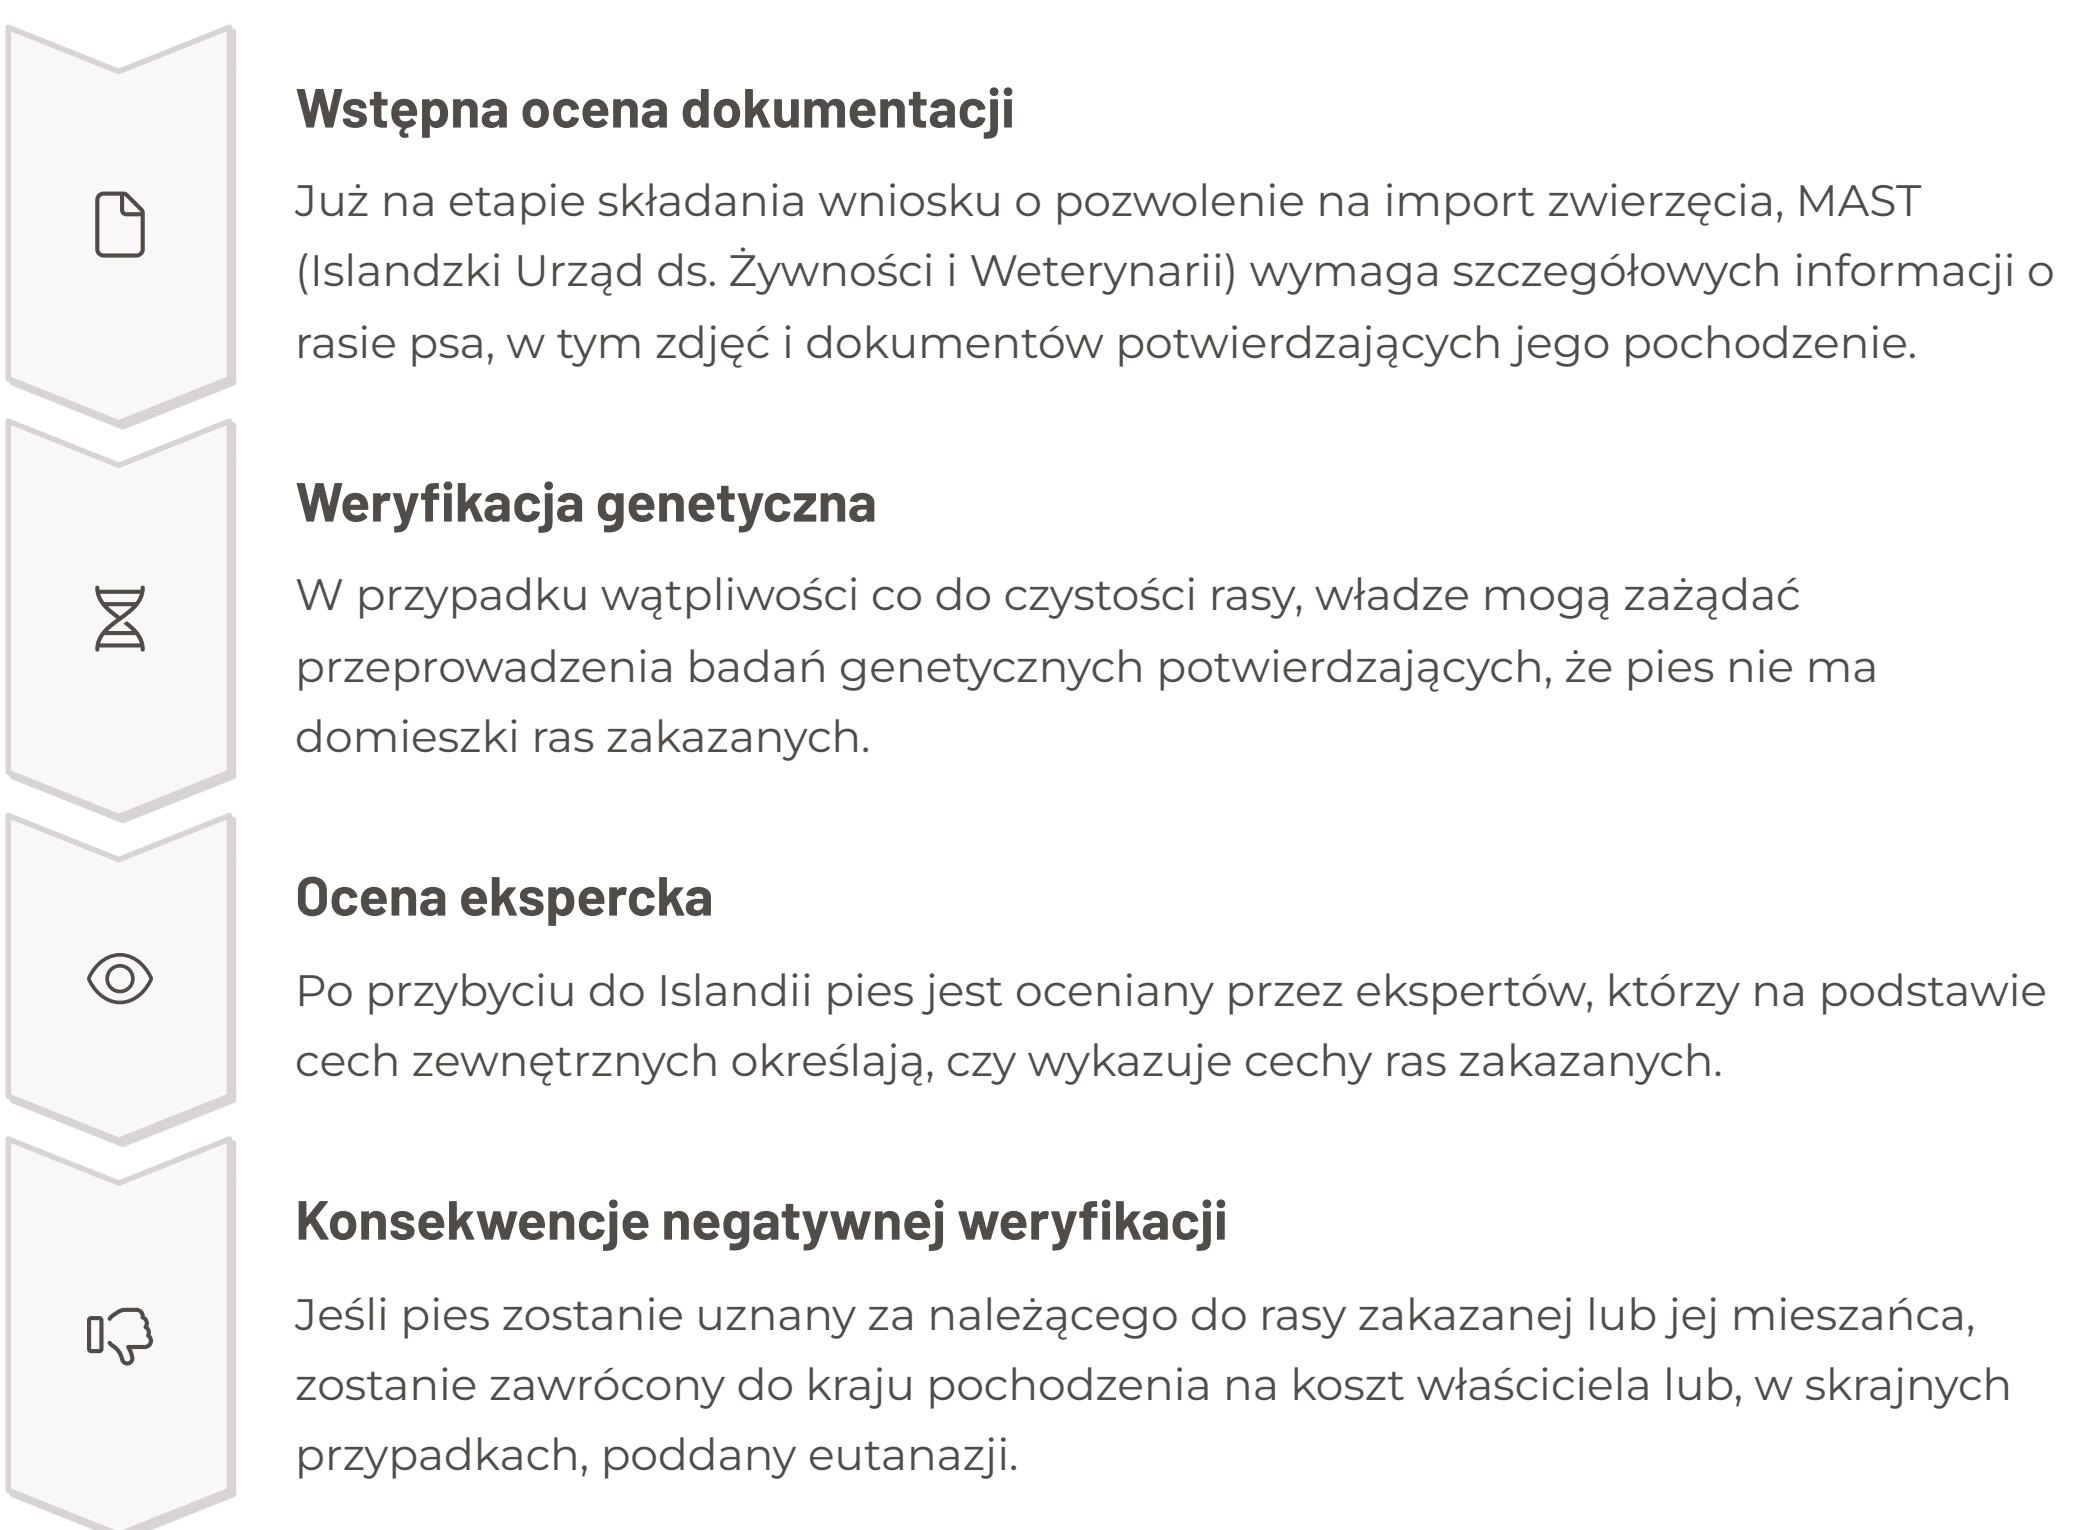 Wstępna ocena dokumentacji
Już na etapie składania wniosku o pozwolenie na import zwierzęcia, MAST
(Islandzki Urząd ds. Żywności i Weterynarii) wymaga szczegółowych informacji o
rasie psa, w tym zdjęć i dokumentów potwierdzających jego pochodzenie.
Weryfikacja genetyczna
W przypadku wątpliwości co do czystości rasy, władze mogą zażądać
przeprowadzenia badań genetycznych potwierdzających, że pies nie ma
domieszki ras zakazanych.
Ocena ekspercka
Po przybyciu do Islandii pies jest oceniany przez ekspertów, którzy na podstawie
cech zewnętrznych określają, czy wykazuje cechy ras zakazanych.
Konsekwencje negatywnej weryfikacji
Jeśli pies zostanie uznany za należącego do rasy zakazanej lub jej mieszańca,
zostanie zawrócony do kraju pochodzenia na koszt właściciela lub, w skrajnych
przypadkach, poddany eutanazji.